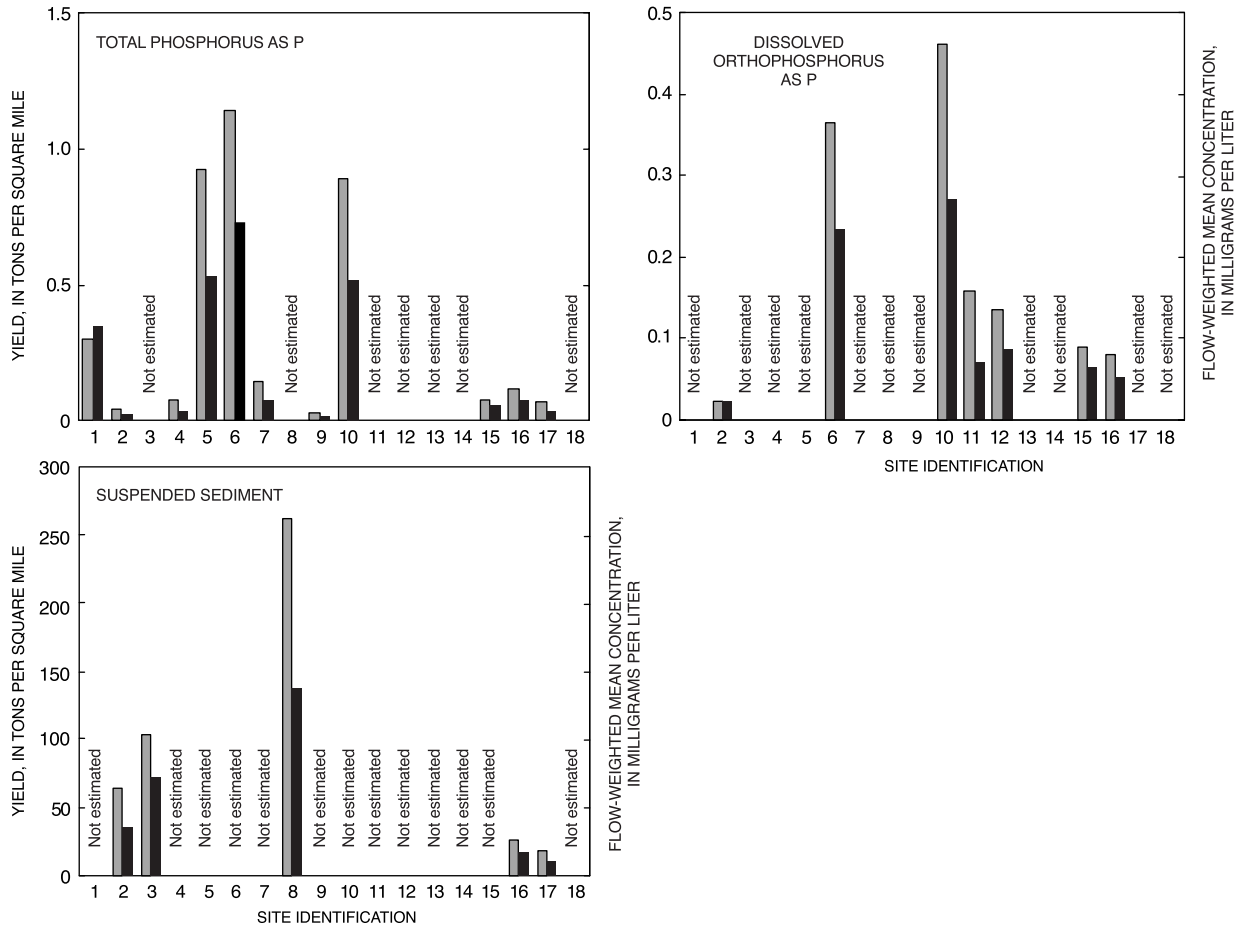 TOTAL PHOSPHORUS AS P
YIELD, IN TONS PER SQUARE MILE
1.5
1.0
0.5
0
Not estimated
Not estimated
Not estimated
Not estimated
Not estimated
Not estimated
Not estimated
1 2 3 4 5 6 7 8 9 10 11 12 13 14 15 16 17 18
DISSOLVED
ORTHOPHOSPHORUS
AS P
0.5
0.4
0.3
0.2
0.1
0
Not estimated
Not estimated
Not estimated
Not estimated
Not estimated
Not estimated
Not estimated
Not estimated
Not estimated
Not estimated
Not estimated
1 2 3 4 5 6 7 8 9 10 11 12 13 14 15 16 17 18
SITE IDENTIFICATION
FLOW-WEIGHTED MEAN CONCENTRATION,
IN MILLIGRAMS PER LITER
SUSPENDED SEDIMENT
YIELD, IN TONS PER SQUARE MILE
300
250
200
150
100
50
0
Not estimated
Not estimated
Not estimated
Not estimated
Not estimated
Not estimated
Not estimated
Not estimated
Not estimated
Not estimated
Not estimated
Not estimated
Not estimated
1 2 3 4 5 6 7 8 9 10 11 12 13 14 15 16 17 18
SITE IDENTIFICATION
FLOW-WEIGHTED MEAN CONCENTRATION,
IN MILLIGRAMS PER LITER